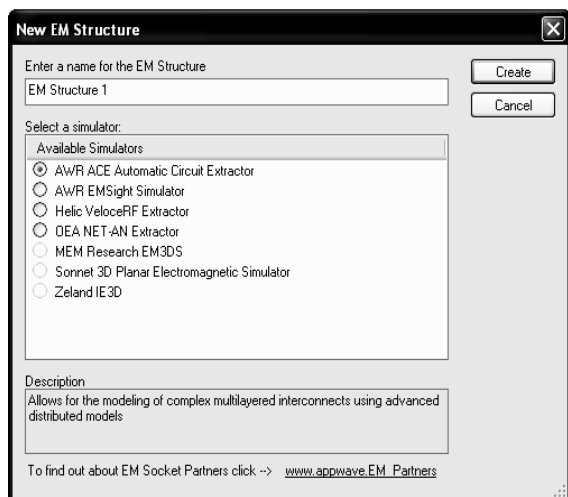 New EM Structure
Enter a name for the EM Structure
EM Structure 1
Create
Cancel
Select a simulator:
Available Simulators
AWR ACE Automatic Circuit Extractor
AWR EMSight Simulator
Helic VeloceRF Extractor
OEA NET-AN Extractor
MEM Research EM3DS
Sonnet 3D Planar Electromagnetic Simulator
Zeland IE3D
Description
Allows for the modeling of complex multilayered interconnects using advanced
distributed models
To find out about EM Socket Partners click --> www.appwave.EM_Partners